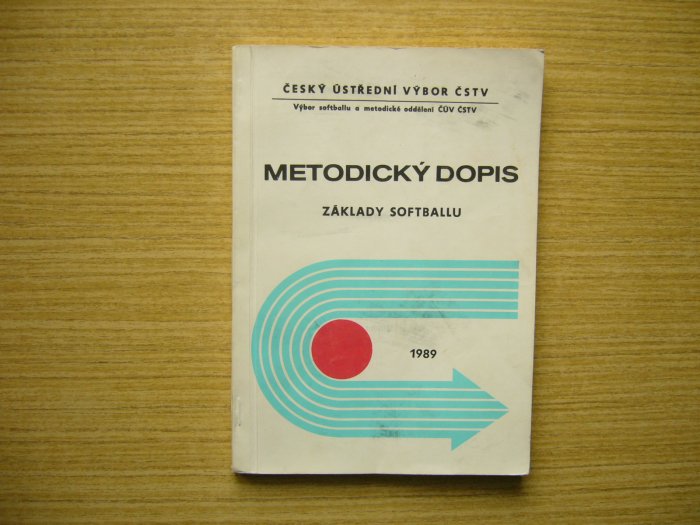 ČESKÝ ÚSTŘEDNÍ VÝBOR ČSTV
Výbor softballu a metodické oddělení ČÚV ČSTV
METODICKÝ DOPIS
ZÁKLADY SOFTBALLU
1989